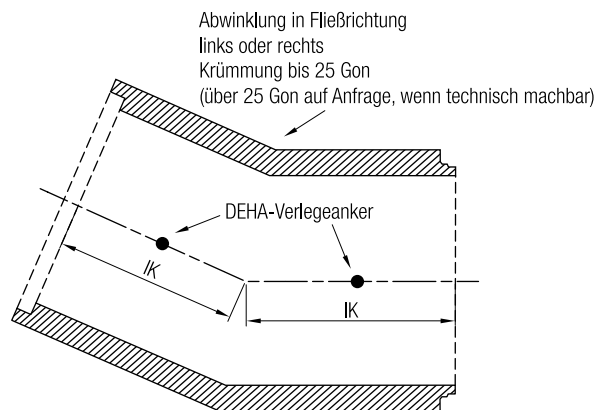 Abwinklung in Fließrichtung
links oder rechts
Krümmung bis 25 Gon
(über 25 Gon auf Anfrage, wenn technisch machbar)
DEHA-Verlegeanker
lK
lK